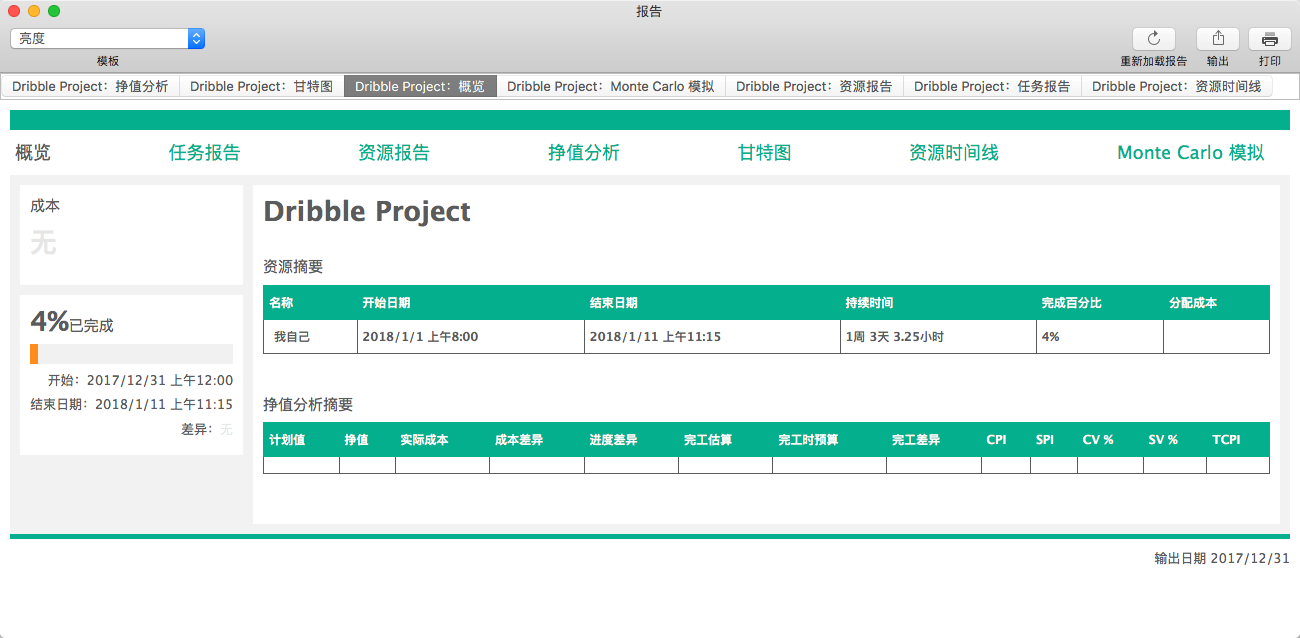 报告
亮度
模板
重新加载报告 输出 打印
Dribble Project：挣值分析 Dribble Project：甘特图 Dribble Project：概览 Dribble Project：Monte Carlo 模拟 Dribble Project：资源报告 Dribble Project：任务报告 Dribble Project：资源时间线
概览 任务报告 资源报告 挣值分析 甘特图 资源时间线 Monte Carlo 模拟
成本
无
4%已完成
开始：2017/12/31 上午12:00
结束日期：2018/1/11 上午11:15
差异：无
Dribble Project
资源摘要
名称 开始日期 结束日期 持续时间 完成百分比 分配成本
我自己 2018/1/1 上午8:00 2018/1/11 上午11:15 1周 3天 3.25小时 4%
挣值分析摘要
计划值 挣值 实际成本 成本差异 进度差异 完工估算 完工时预算 完工差异 CPI SPI CV % SV % TCPI
输出日期 2017/12/31